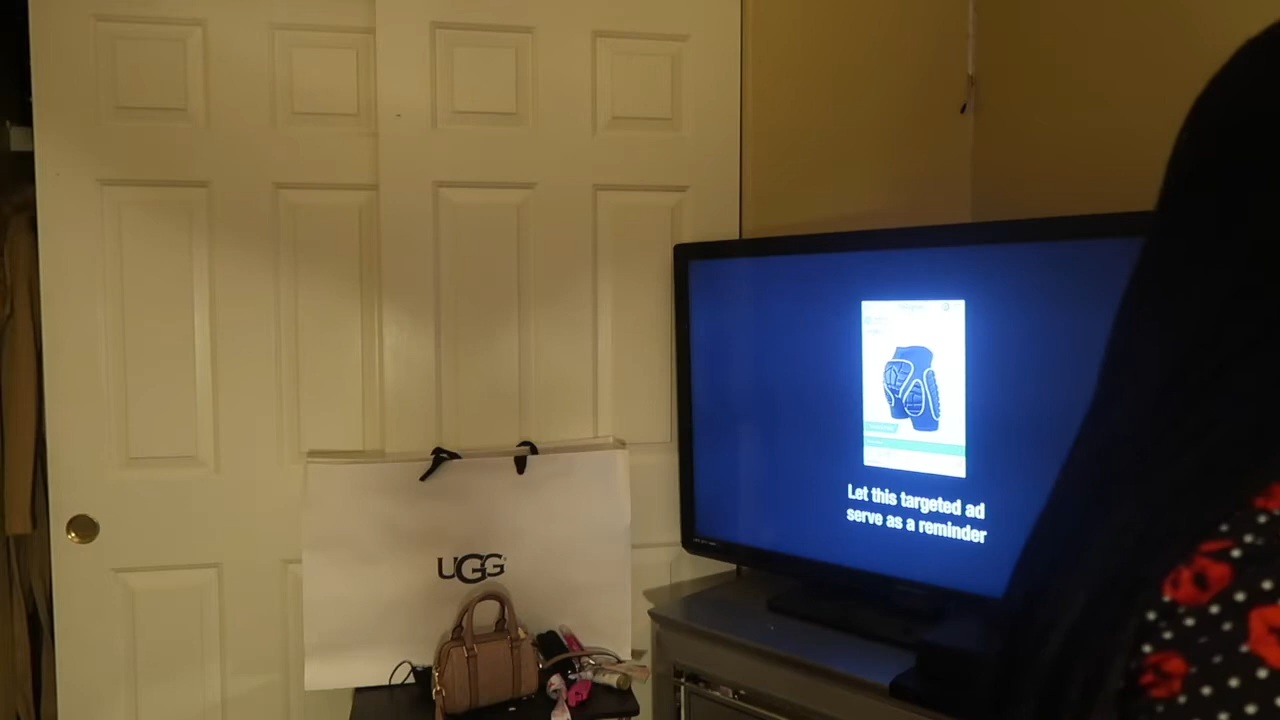 UGG
Let this targeted ad
serve as a reminder